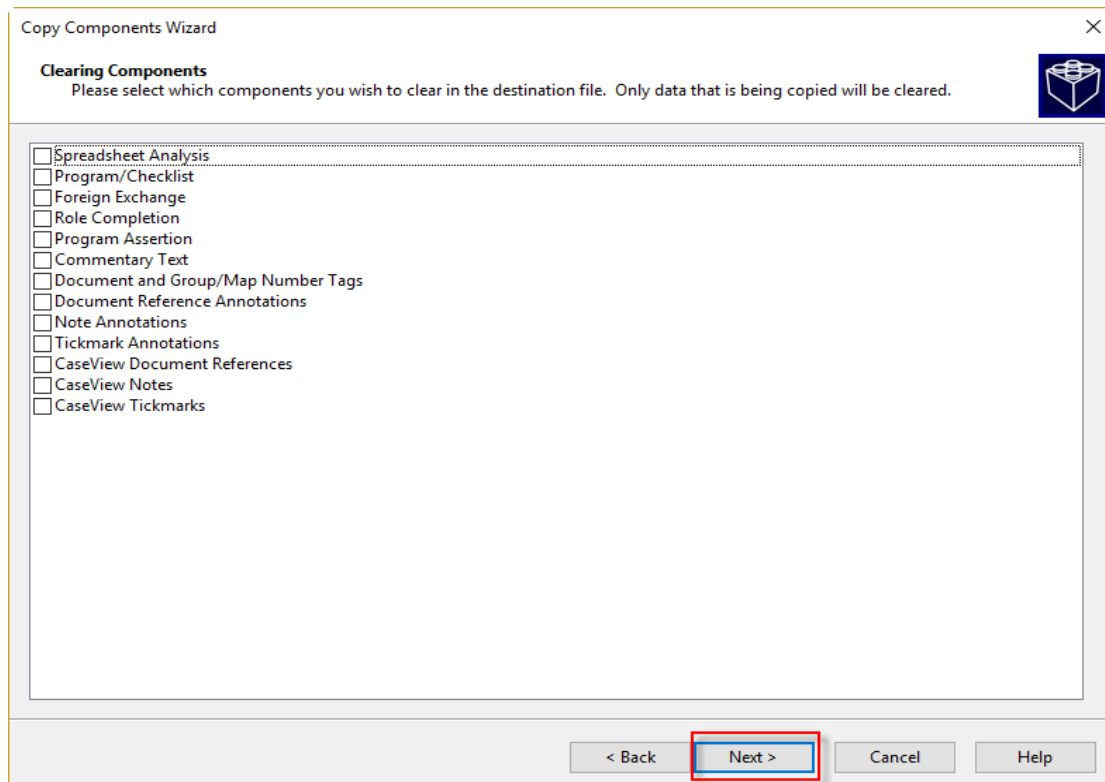 Copy Components Wizard
Clearing Components
Please select which components you wish to clear in the destination file. Only data that is being copied will be cleared.
Spreadsheet Analysis
Program/Checklist
Foreign Exchange
Role Completion
Program Assertion
Commentary Text
Document and Group/Map Number Tags
Document Reference Annotations
Note Annotations
Tickmark Annotations
CaseView Document References
CaseView Notes
CaseView Tickmarks
< Back Next > Cancel Help